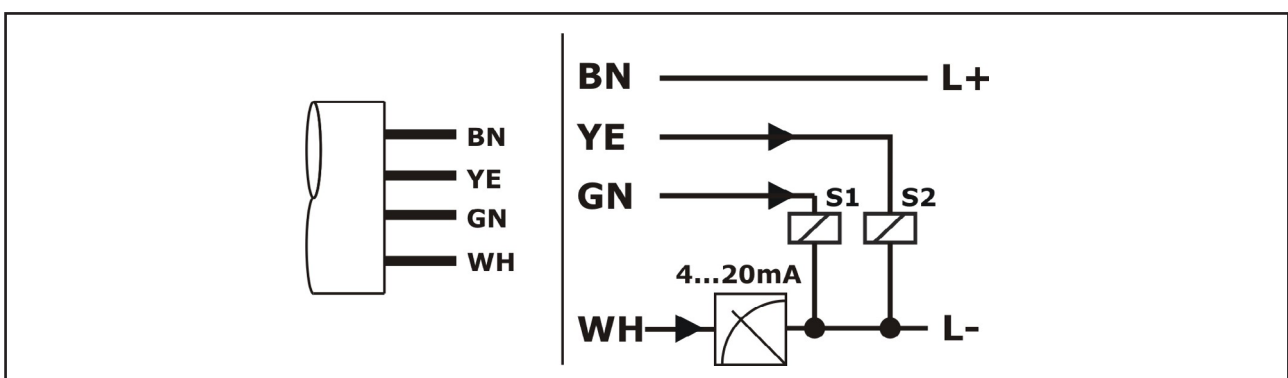 BN
YE
GN
WH
BN L+
YE
GN S1 S2
4...20mA
WH L-